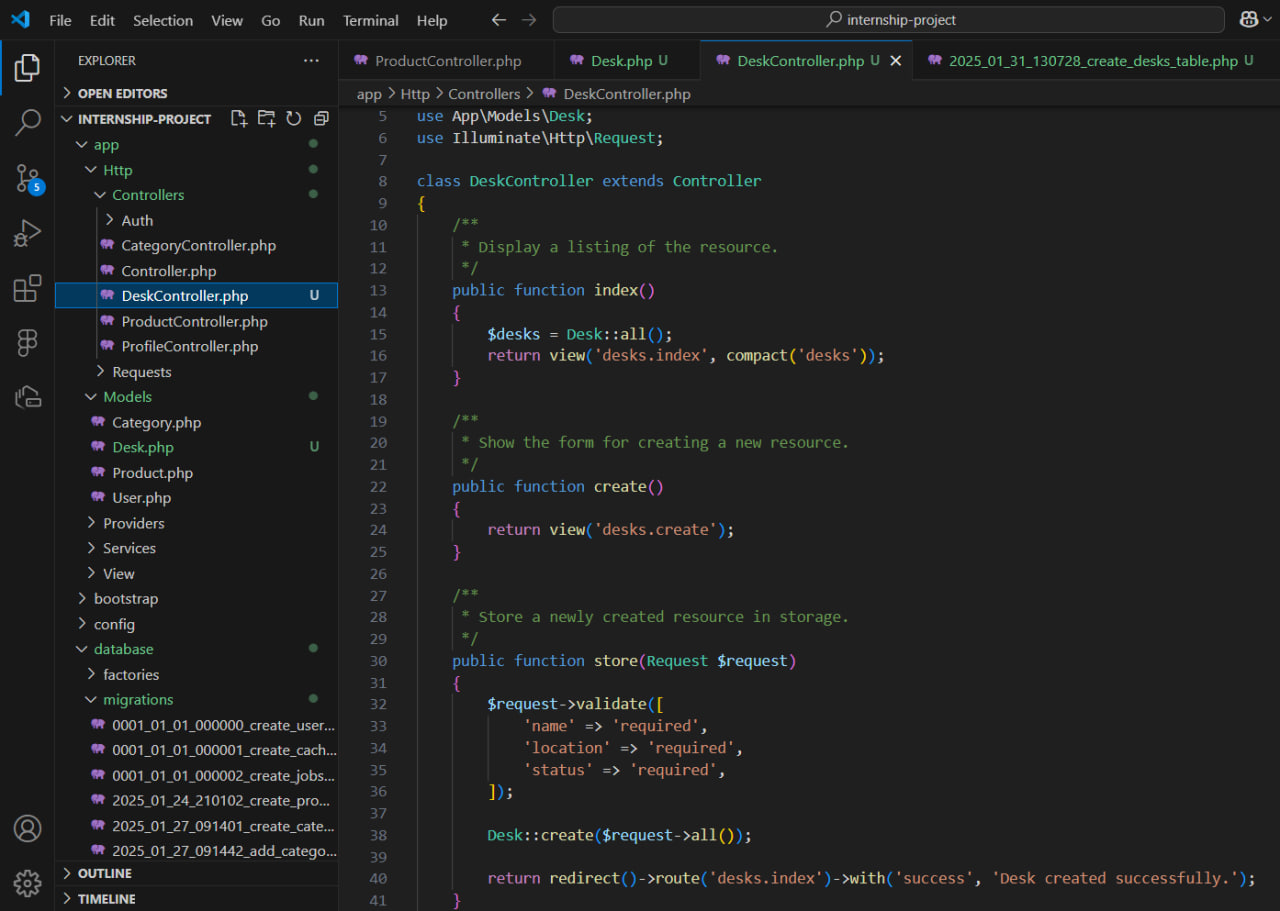 File Edit Selection View Go Run Terminal Help
internship-project
EXPLORER
OPEN EDITORS
INTERNSHIP-PROJECT
app
Http
Controllers
Auth
CategoryController.php
Controller.php
DeskController.php U
ProductController.php
ProfileController.php
Requests
Models
Category.php
Desk.php U
Product.php
User.php
Providers
Services
View
bootstrap
config
database
factories
migrations
0001_01_01_000000_create_user...
0001_01_01_000001_create_cach...
0001_01_01_000002_create_jobs...
2025_01_24_210102_create_pro...
2025_01_27_091401_create_cate...
2025_01_27_091442_add_catego...
OUTLINE
TIMELINE
5
ProductController.php Desk.php U DeskController.php U 2025_01_31_130728_create_desks_table.php U
app > Http > Controllers > DeskController.php
5 use App\Models\Desk;
6 use Illuminate\Http\Request;
7
8 class DeskController extends Controller
9 {
10 /**
11 * Display a listing of the resource.
12 */
13 public function index()
14 {
15 $desks = Desk::all();
16 return view('desks.index', compact('desks'));
17 }
18
19 /**
20 * Show the form for creating a new resource.
21 */
22 public function create()
23 {
24 return view('desks.create');
25 }
26
27 /**
28 * Store a newly created resource in storage.
29 */
30 public function store(Request $request)
31 {
32 $request->validate([
33 'name' => 'required',
34 'location' => 'required',
35 'status' => 'required',
36 ]);
37
38 Desk::create($request->all());
39
40 return redirect()->route('desks.index')->with('success', 'Desk created successfully.');
41 }